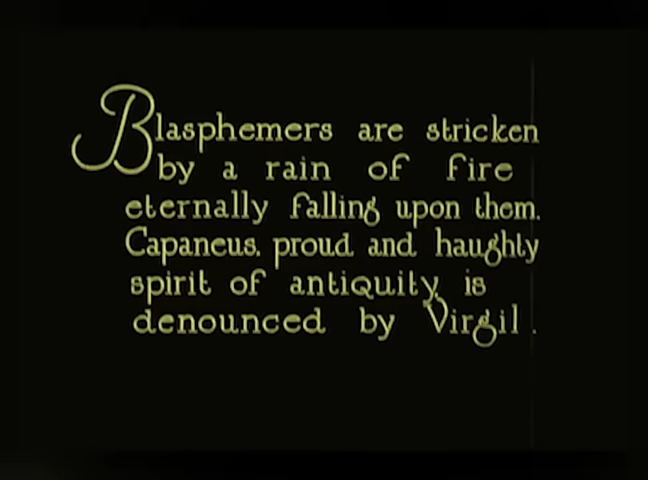 Blasphemers are stricken
by a rain of fire
eternally falling upon them.
Capaneus, proud and haughty
spirit of antiquity, is
denounced by Virgil.